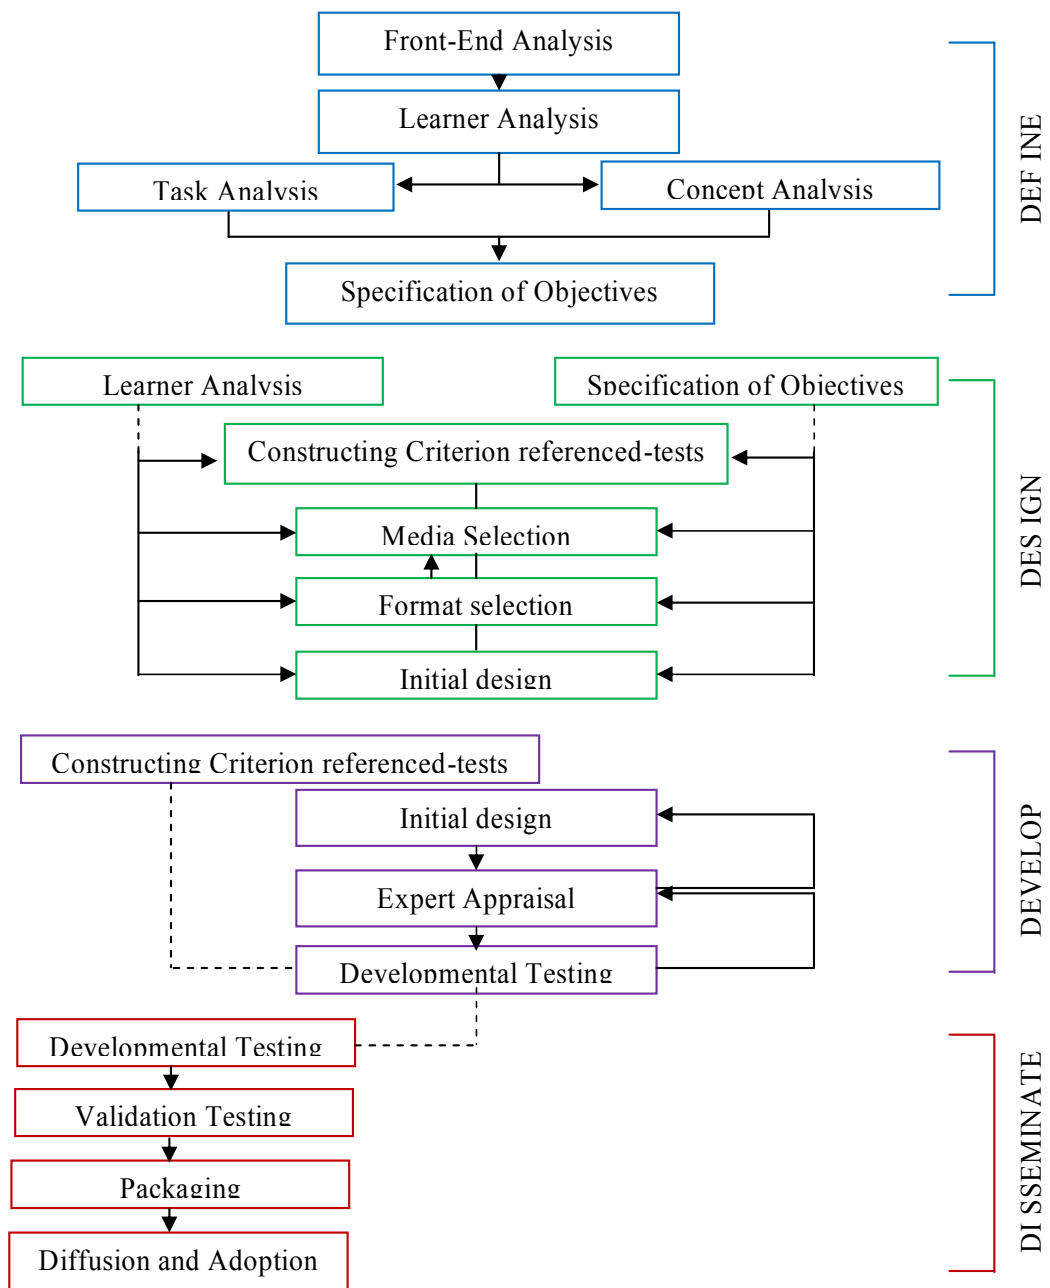 Front-End Analysis
Learner Analysis
Task Analysis
Concept Analysis
Specification of Objectives
DEF INE
Learner Analysis
Specification of Objectives
Constructing Criterion referenced-tests
Media Selection
Format selection
Initial design
DES IGN
Constructing Criterion referenced-tests
Initial design
Expert Appraisal
Developmental Testing
DEVELOP
Developmental Testing
Validation Testing
Packaging
Diffusion and Adoption
DI SSEMINATE